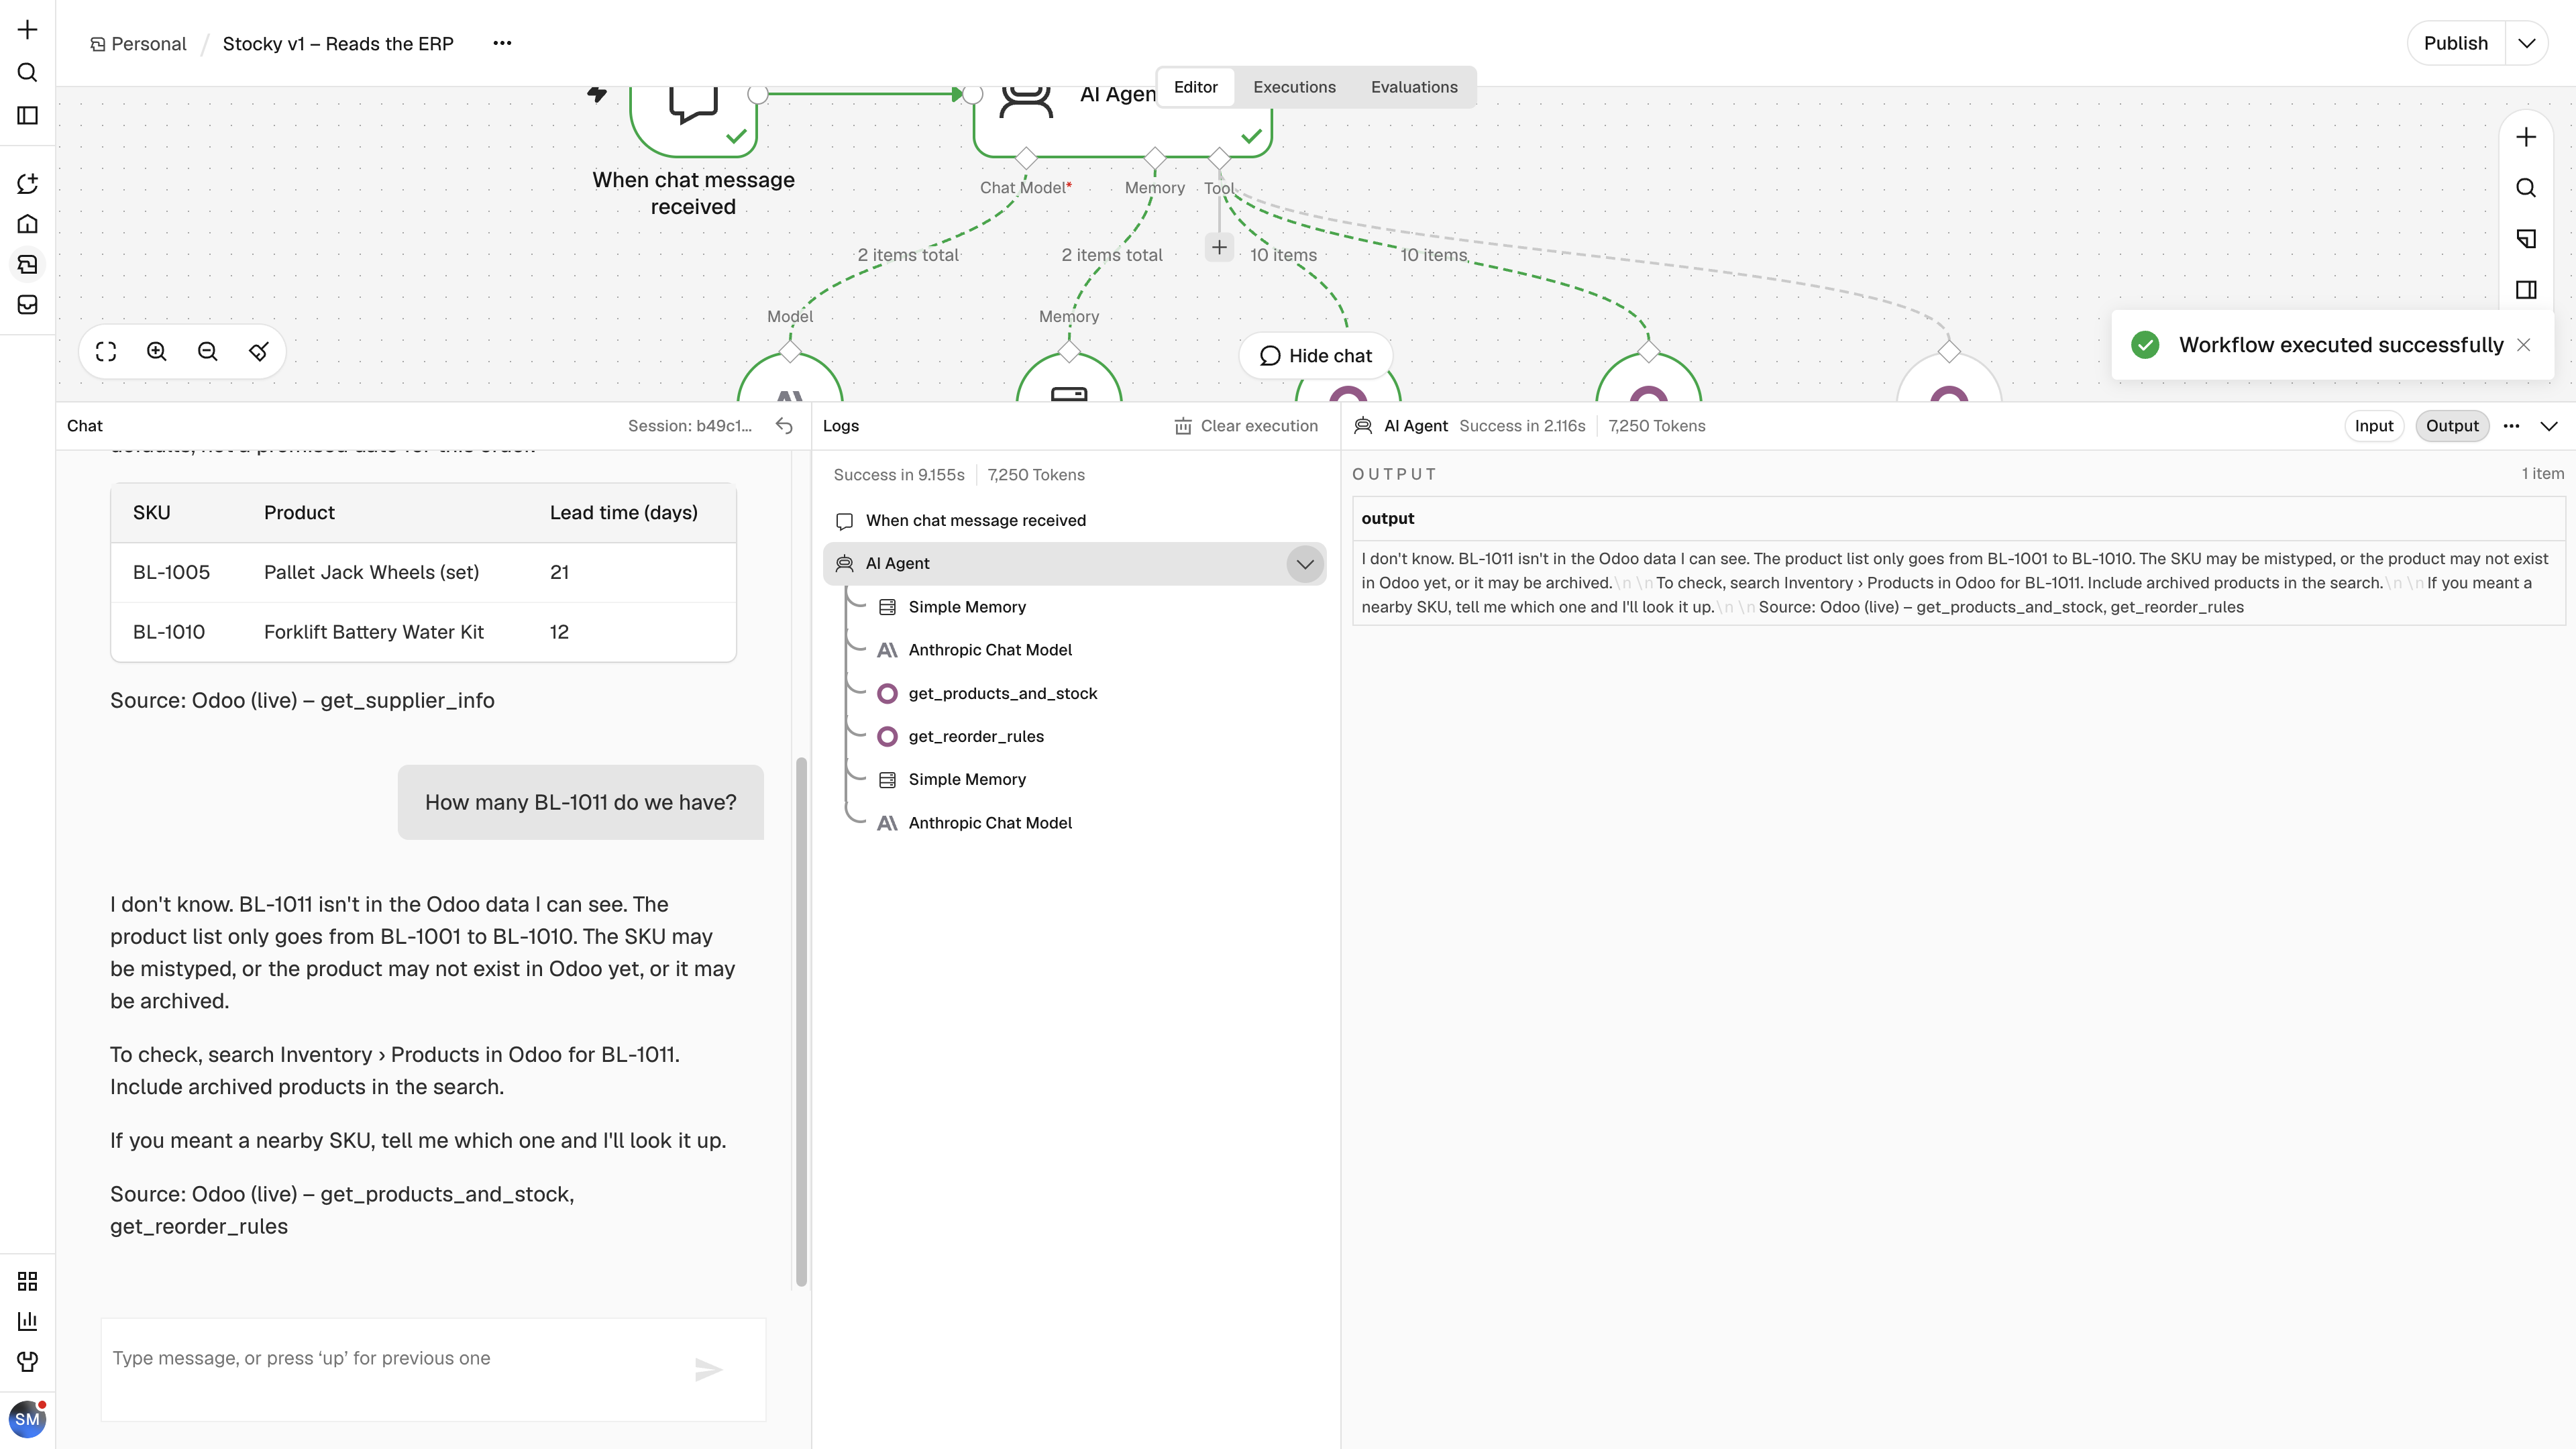 Personal / Stocky v1 – Reads the ERP
Publish
Editor
Executions
Evaluations
AI Agen
When chat message
received
Chat Model*
Memory
Tool
2 items total
2 items total
10 items
10 items
Model
Memory
Hide chat
Workflow executed successfully
Chat
Session: b49c1...
SKU
Product
Lead time (days)
BL-1005
Pallet Jack Wheels (set)
21
BL-1010
Forklift Battery Water Kit
12
Source: Odoo (live) – get_supplier_info
How many BL-1011 do we have?
I don't know. BL-1011 isn't in the Odoo data I can see. The
product list only goes from BL-1001 to BL-1010. The SKU may
be mistyped, or the product may not exist in Odoo yet, or it may
be archived.
To check, search Inventory › Products in Odoo for BL-1011.
Include archived products in the search.
If you meant a nearby SKU, tell me which one and I'll look it up.
Source: Odoo (live) – get_products_and_stock,
get_reorder_rules
Type message, or press ‘up’ for previous one
SM
Logs
Clear execution
Success in 9.155s
7,250 Tokens
When chat message received
AI Agent
Simple Memory
Anthropic Chat Model
get_products_and_stock
get_reorder_rules
Simple Memory
Anthropic Chat Model
AI Agent
Success in 2.116s
7,250 Tokens
Input
Output
OUTPUT
1 item
output
I don't know. BL-1011 isn't in the Odoo data I can see. The product list only goes from BL-1001 to BL-1010. The SKU may be mistyped, or the product may not exist
in Odoo yet, or it may be archived.\n \n To check, search Inventory › Products in Odoo for BL-1011. Include archived products in the search.\n \n If you meant a
nearby SKU, tell me which one and I'll look it up.\n \n Source: Odoo (live) – get_products_and_stock, get_reorder_rules